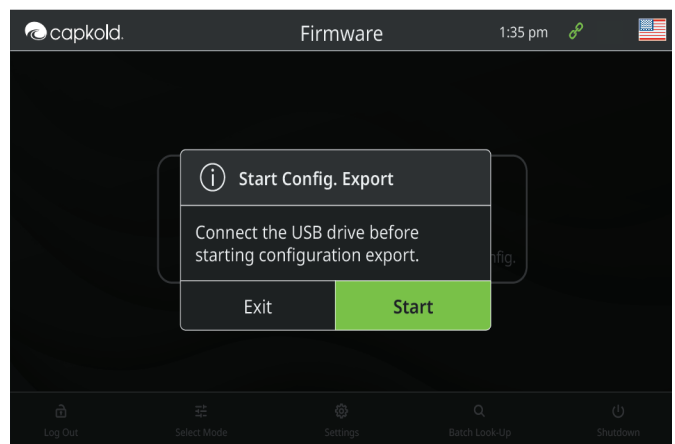 capkold.
Firmware
1:35 pm
Start Config. Export
Connect the USB drive before
starting configuration export.
nfig.
Exit
Start
Log Out
Select Mode
Settings
Batch Look-Up
Shutdown